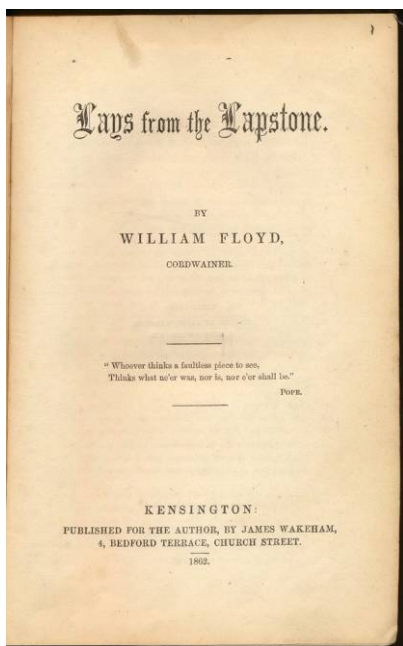 Lays from the Lapstone.
BY
WILLIAM FLOYD,
CORDWAINER.
"Whoever thinks a faultless piece to see,
Thinks what ne'er was, nor is, nor e'er shall be."
POPE.
KENSINGTON:
PUBLISHED FOR THE AUTHOR, BY JAMES WAKEHAM,
4, BEDFORD TERRACE, CHURCH STREET.
1862.